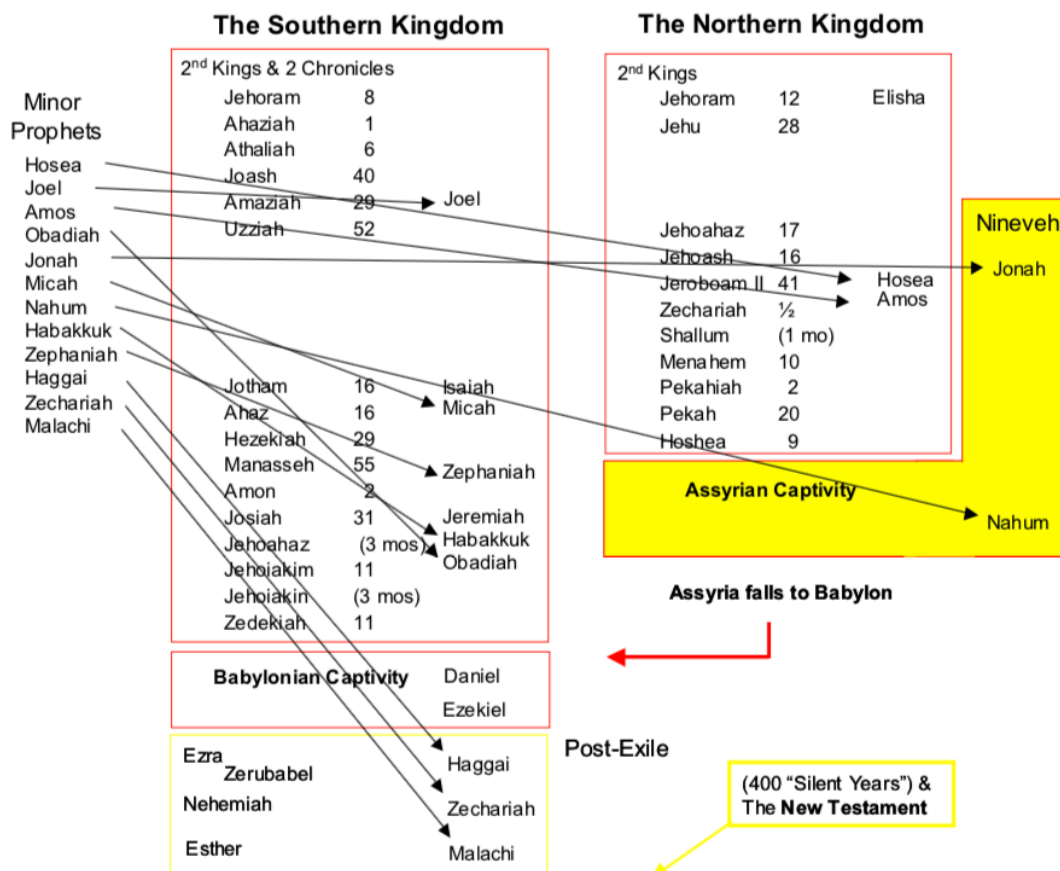 The Southern Kingdom
The Northern Kingdom
Minor
Prophets
Hosea
Joel
Amos
Obadiah
Jonah
Micah
Nahum
Habakkuk
Zephaniah
Haggai
Zechariah
Malachi
2nd Kings & 2 Chronicles
Jehoram 8
Ahaziah 1
Athaliah 6
Joash 40
Amaziah 29
Uzziah 52
Joel
Jotham 16
Ahaz 16
Hezekiah 29
Manasseh 55
Amon 2
Josiah 31
Jehoahaz (3 mos)
Jehoiakim 11
Jehoiakin (3 mos)
Zedekiah 11
Isaiah
Micah
Zephaniah
Jeremiah
Habakkuk
Obadiah
2nd Kings
Jehoram 12 Elisha
Jehu 28
Jehoahaz 17
Jehoash 16
Jeroboam II 41
Zechariah ½
Shallum (1 mo)
Menahem 10
Pekahiah 2
Pekah 20
Hoshea 9
Hosea
Amos
Nineveh
Jonah
Assyrian Captivity
Nahum
Assyria falls to Babylon
Babylonian Captivity
Daniel
Ezekiel
Ezra
Zerubabel
Nehemiah
Esther
Haggai
Zechariah
Malachi
Post-Exile
(400 “Silent Years”) &
The New Testament